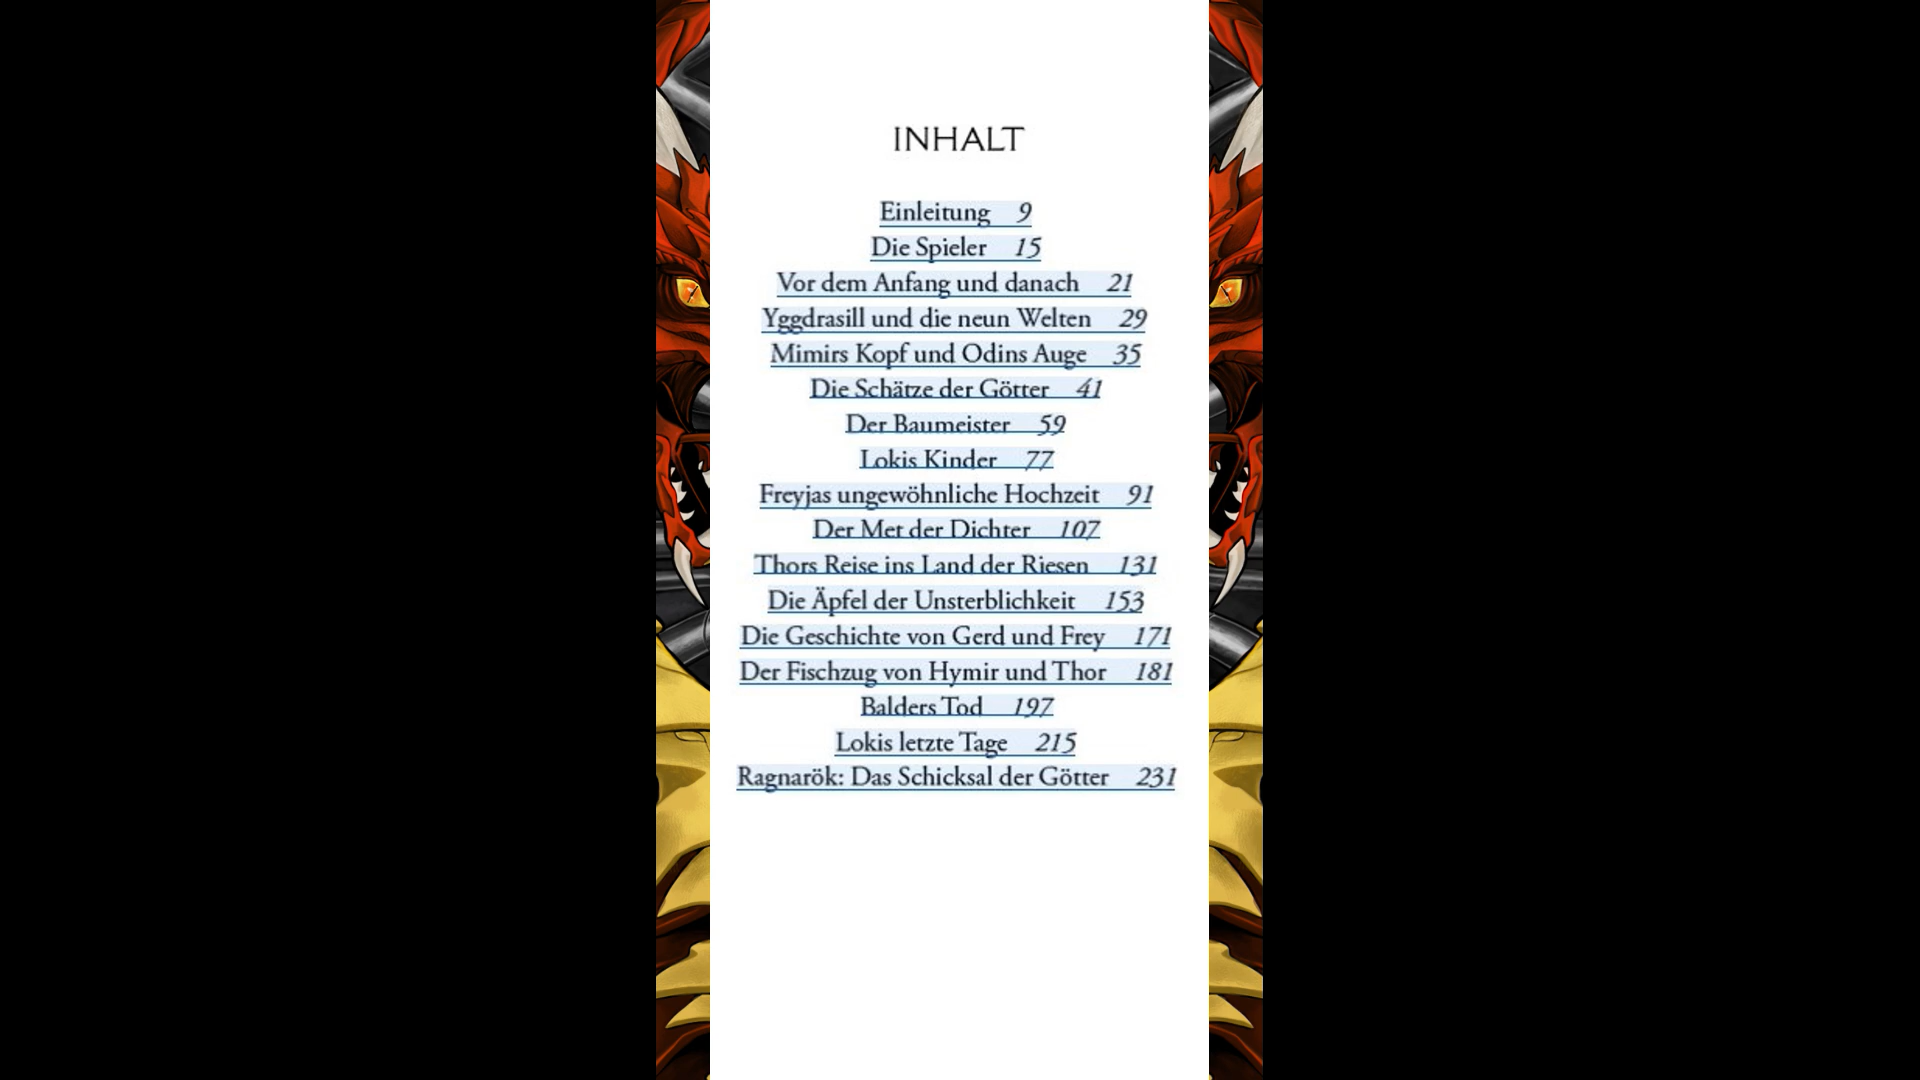 INHALT
Einleitung 9
Die Spieler 15
Vor dem Anfang und danach 21
Yggdrasill und die neun Welten 29
Mimirs Kopf und Odins Auge 35
Die Schätze der Götter 41
Der Baumeister 59
Lokis Kinder 77
Freyjas ungewöhnliche Hochzeit 91
Der Met der Dichter 107
Thors Reise ins Land der Riesen 131
Die Äpfel der Unsterblichkeit 153
Die Geschichte von Gerd und Frey 171
Der Fischzug von Hymir und Thor 181
Balders Tod 197
Lokis letzte Tage 215
Ragnarök: Das Schicksal der Götter 231